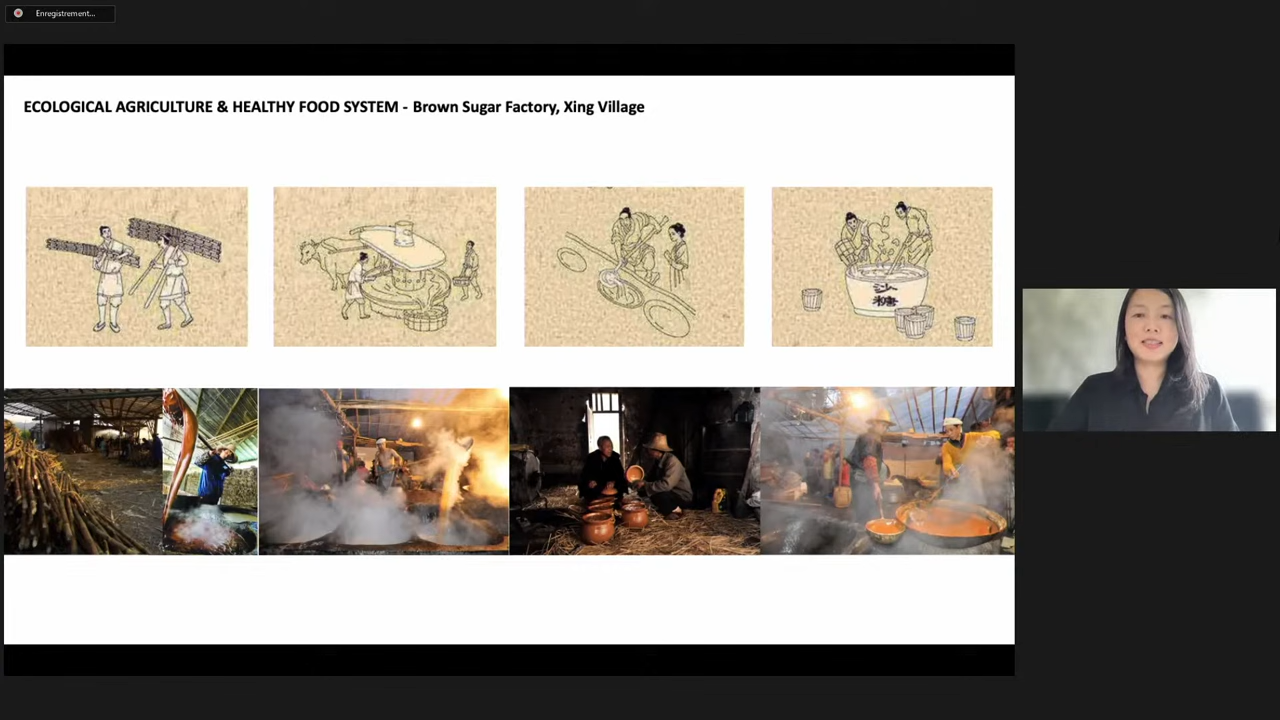 Enregistrement...
ECOLOGICAL AGRICULTURE & HEALTHY FOOD SYSTEM - Brown Sugar Factory, Xing Village
沙
糖